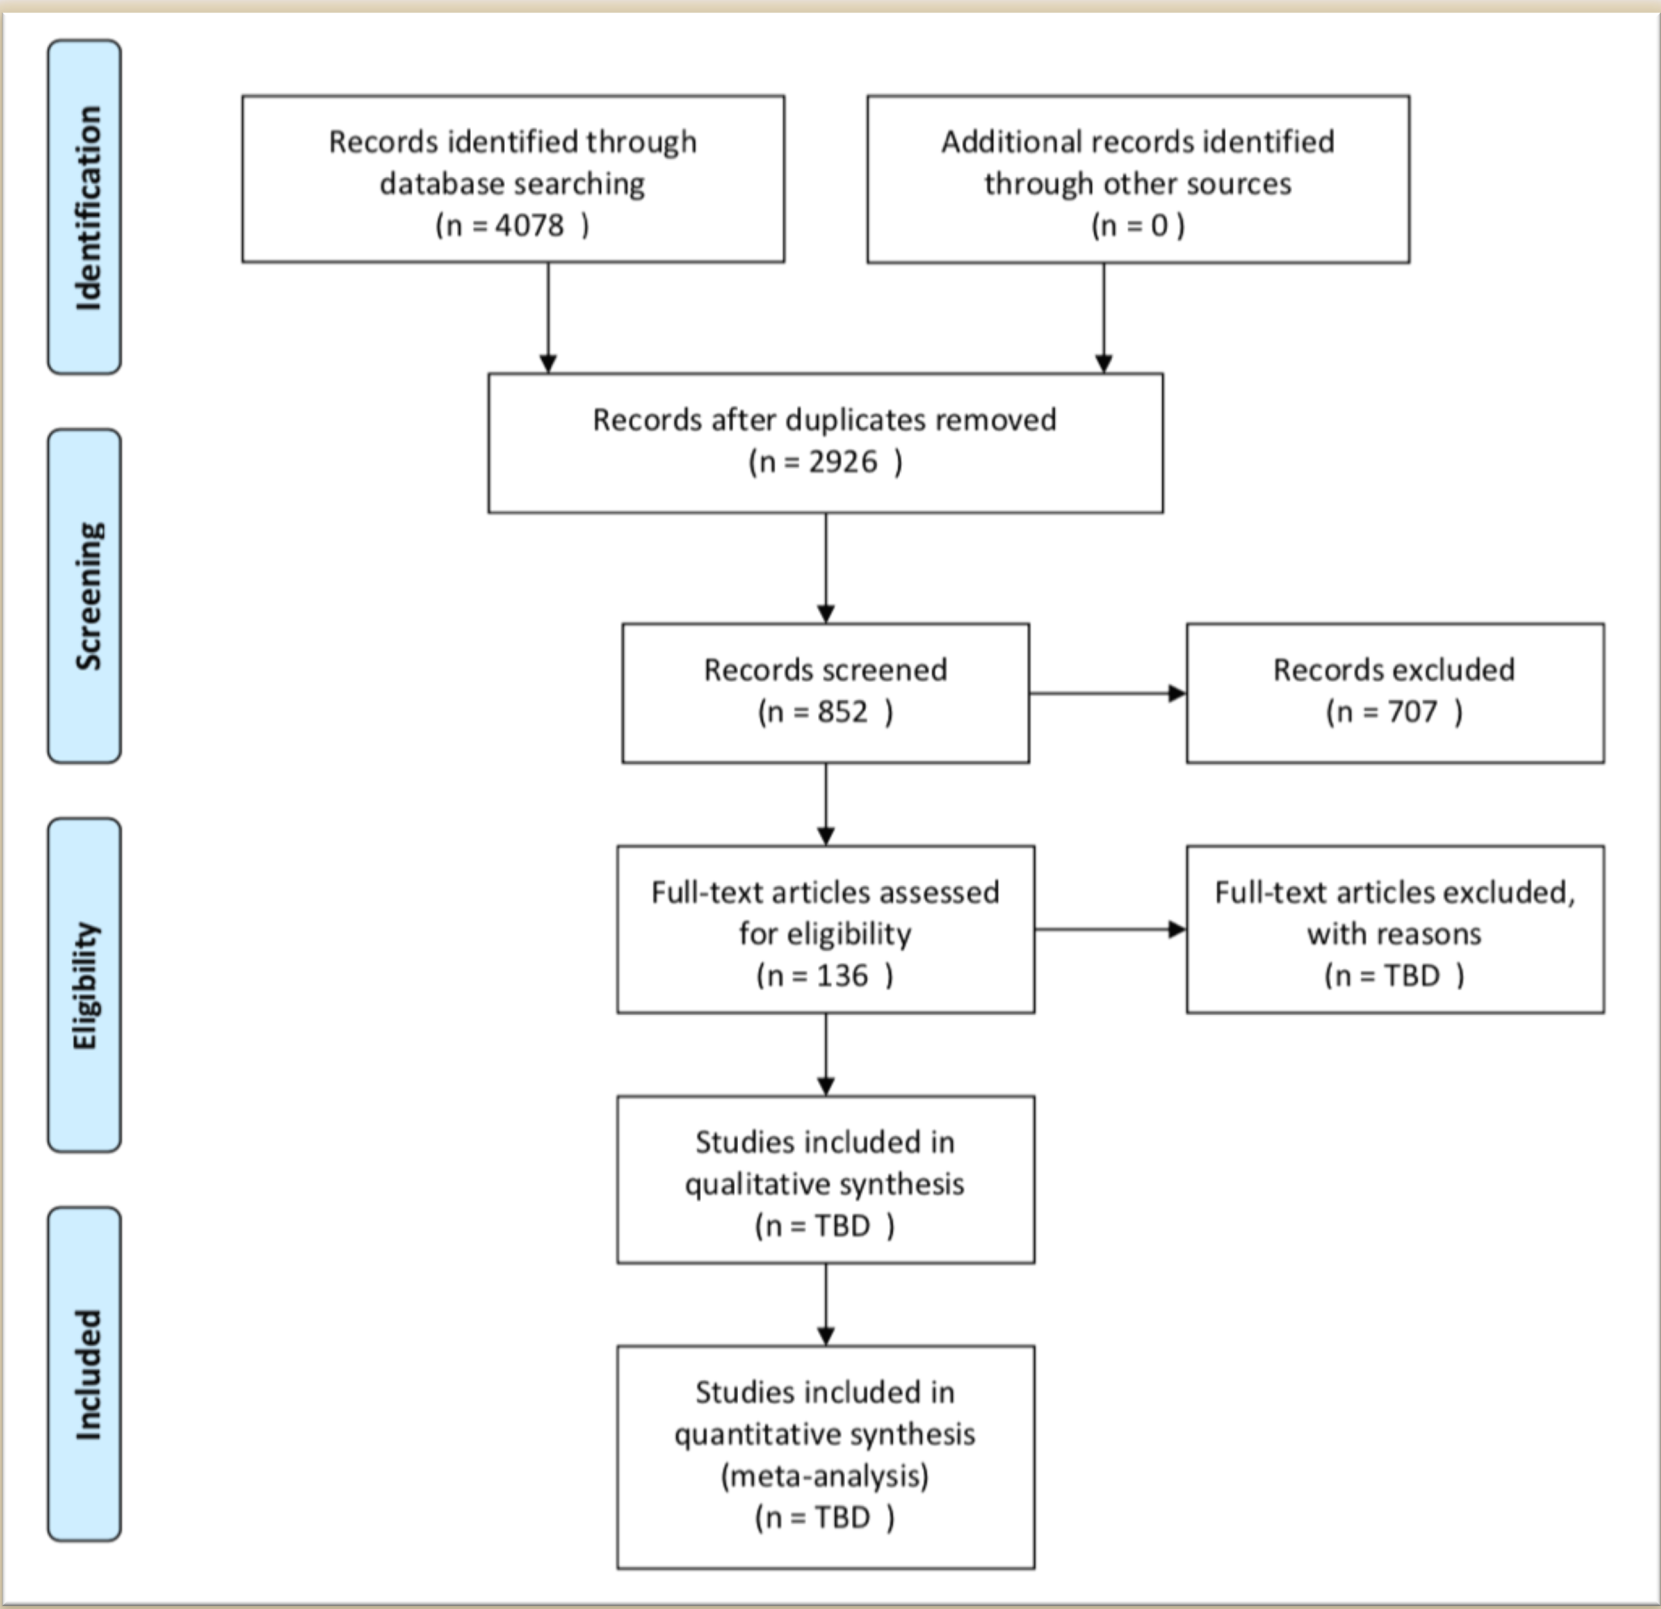 Identification
Records identified through
database searching
(n = 4078  )
Additional records identified
through other sources
(n = 0 )
Records after duplicates removed
(n = 2926  )
Screening
Records screened
(n = 852  )
Records excluded
(n = 707  )
Eligibility
Full-text articles assessed
for eligibility
(n = 136  )
Full-text articles excluded,
with reasons
(n = TBD  )
Studies included in
qualitative synthesis
(n = TBD  )
Included
Studies included in
quantitative synthesis
(meta-analysis)
(n = TBD  )